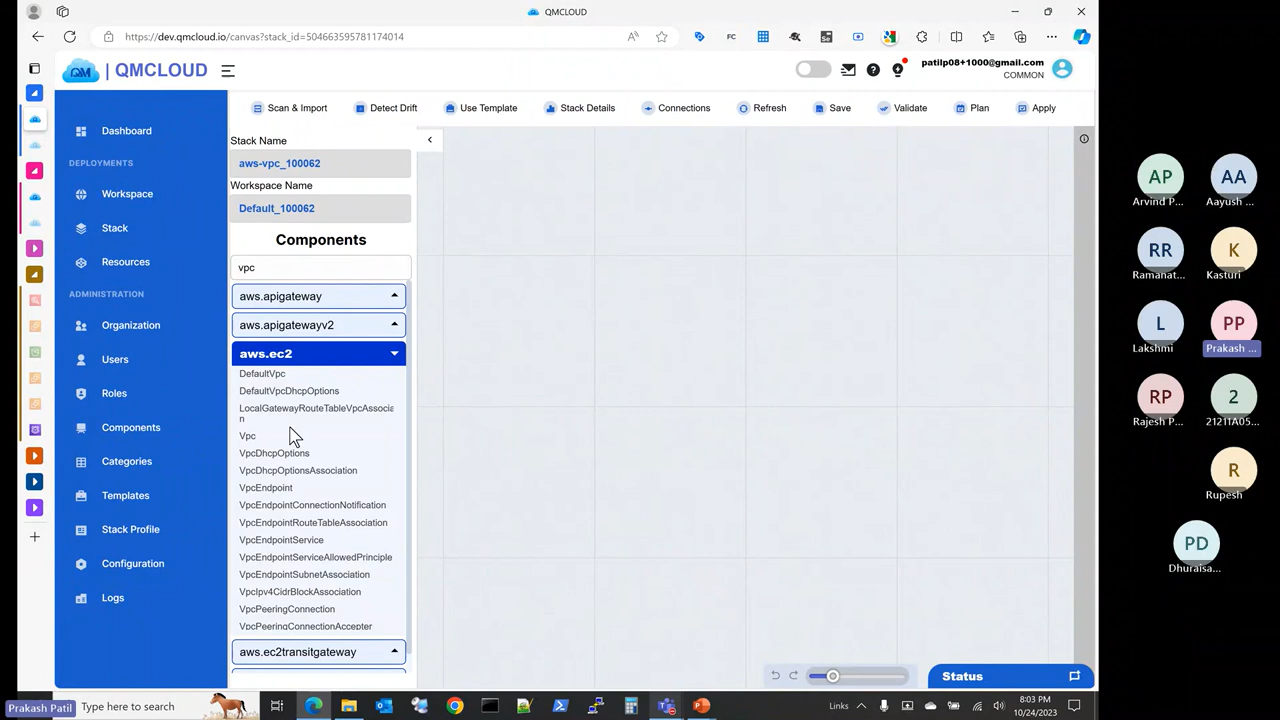 QMCLOUD
https://dev.qmcloud.io/canvas?stack_id=504663595781174014
QM | QMCLOUD
patilp08+1000@gmail.com
COMMON
Scan & Import
Detect Drift
Use Template
Stack Details
Connections
Refresh
Save
Validate
Plan
Apply
Dashboard
DEPLOYMENTS
Workspace
Stack
Resources
ADMINISTRATION
Organization
Users
Roles
Components
Categories
Templates
Stack Profile
Configuration
Logs
Stack Name
aws-vpc_100062
Workspace Name
Default_100062
Components
vpc
aws.apigateway
aws.apigatewayv2
aws.ec2
DefaultVpc
DefaultVpcDhcpOptions
LocalGatewayRouteTableVpcAssociatio
n
Vpc
VpcDhcpOptions
VpcDhcpOptionsAssociation
VpcEndpoint
VpcEndpointConnectionNotification
VpcEndpointRouteTableAssociation
VpcEndpointService
VpcEndpointServiceAllowedPrinciple
VpcEndpointSubnetAssociation
VpcIpv4CidrBlockAssociation
VpcPeeringConnection
VpcPeeringConnectionAccepter
aws.ec2transitgateway
Status
AP
Arvind P...
AA
Aayush ...
RR
Ramanat...
K
Kasturi
L
Lakshmi
PP
Prakash ...
RP
Rajesh P...
2
21211A05...
R
Rupesh
PD
Dhuraisa...
Prakash Patil
Type here to search
Links
8:03 PM
10/24/2023